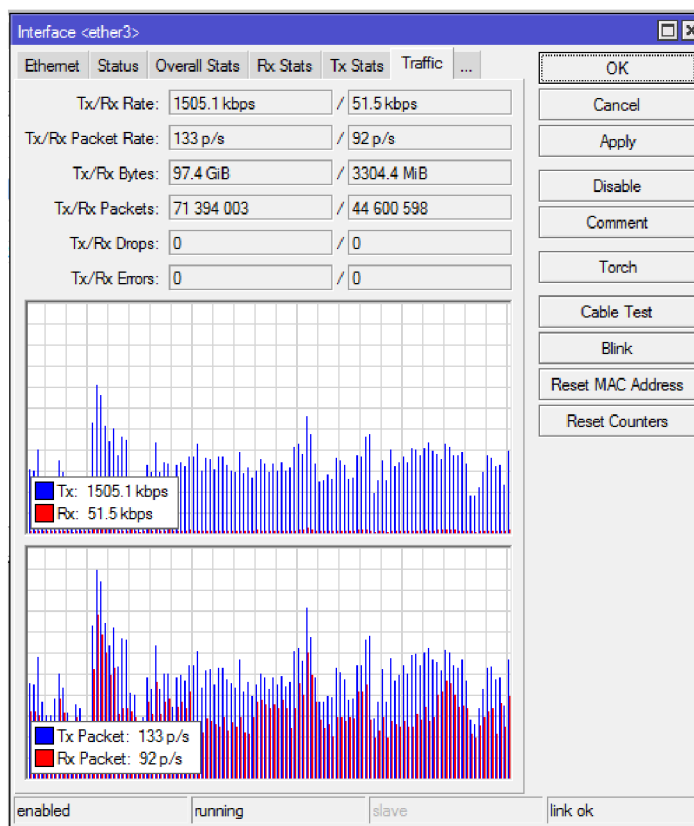 Interface <ether3>
Ethernet Status Overall Stats Rx Stats Tx Stats Traffic ...
Tx/Rx Rate: 1505.1 kbps / 51.5 kbps
Tx/Rx Packet Rate: 133 p/s / 92 p/s
Tx/Rx Bytes: 97.4 GiB / 3304.4 MiB
Tx/Rx Packets: 71 394 003 / 44 600 598
Tx/Rx Drops: 0 / 0
Tx/Rx Errors: 0 / 0
Tx: 1505.1 kbps
Rx: 51.5 kbps
Tx Packet: 133 p/s
Rx Packet: 92 p/s
OK
Cancel
Apply
Disable
Comment
Torch
Cable Test
Blink
Reset MAC Address
Reset Counters
enabled running slave link ok